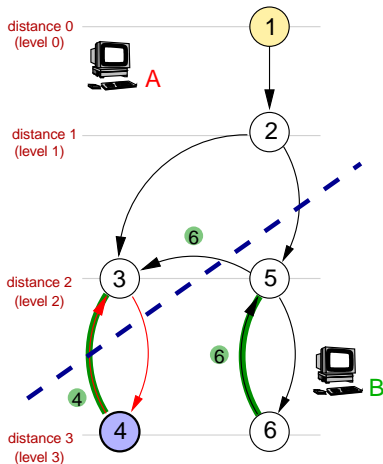 distance 0
(level 0)
1
A
distance 1
(level 1)
2
6
distance 2
(level 2)
3
5
6
4
B
distance 3
(level 3)
4
6